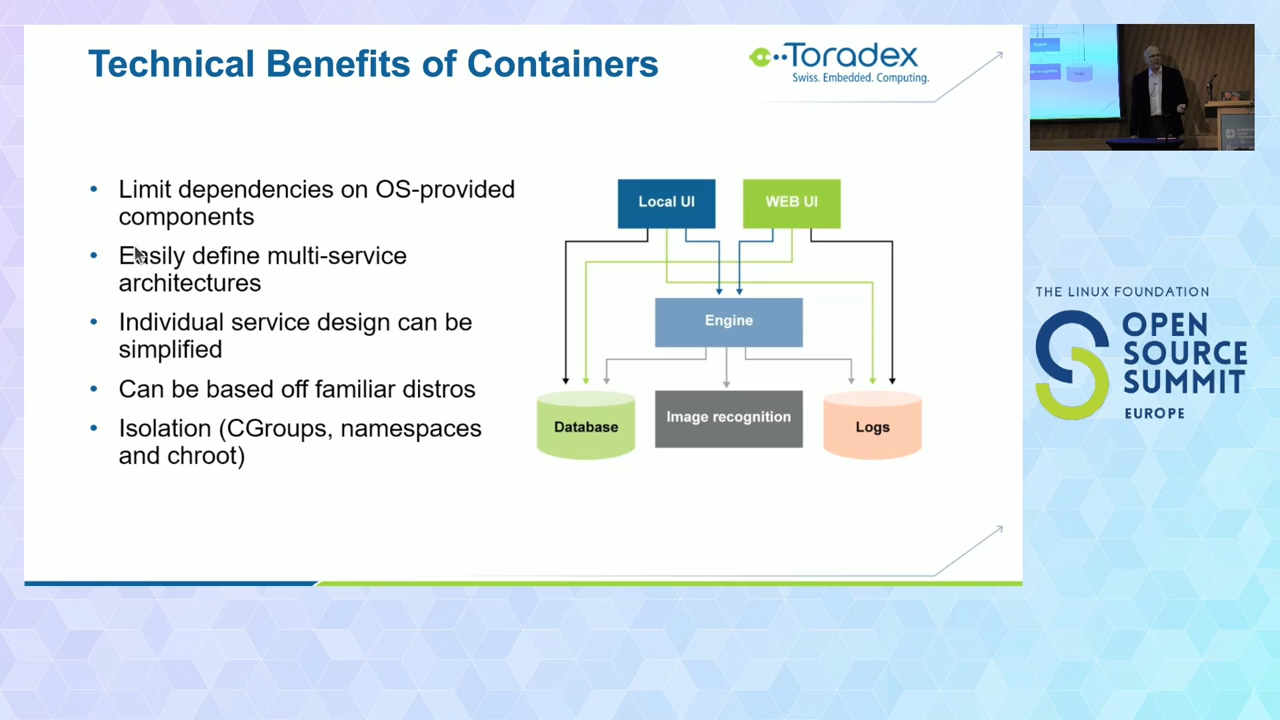 Technical Benefits of Containers
Toradex
Swiss. Embedded. Computing.
• Limit dependencies on OS-provided
components
• Easily define multi-service
architectures
• Individual service design can be
simplified
• Can be based off familiar distros
• Isolation (CGroups, namespaces
and chroot)
Local UI
WEB UI
Engine
Database
Image recognition
Logs
THE LINUX FOUNDATION
OPEN
SOURCE
SUMMIT
EUROPE